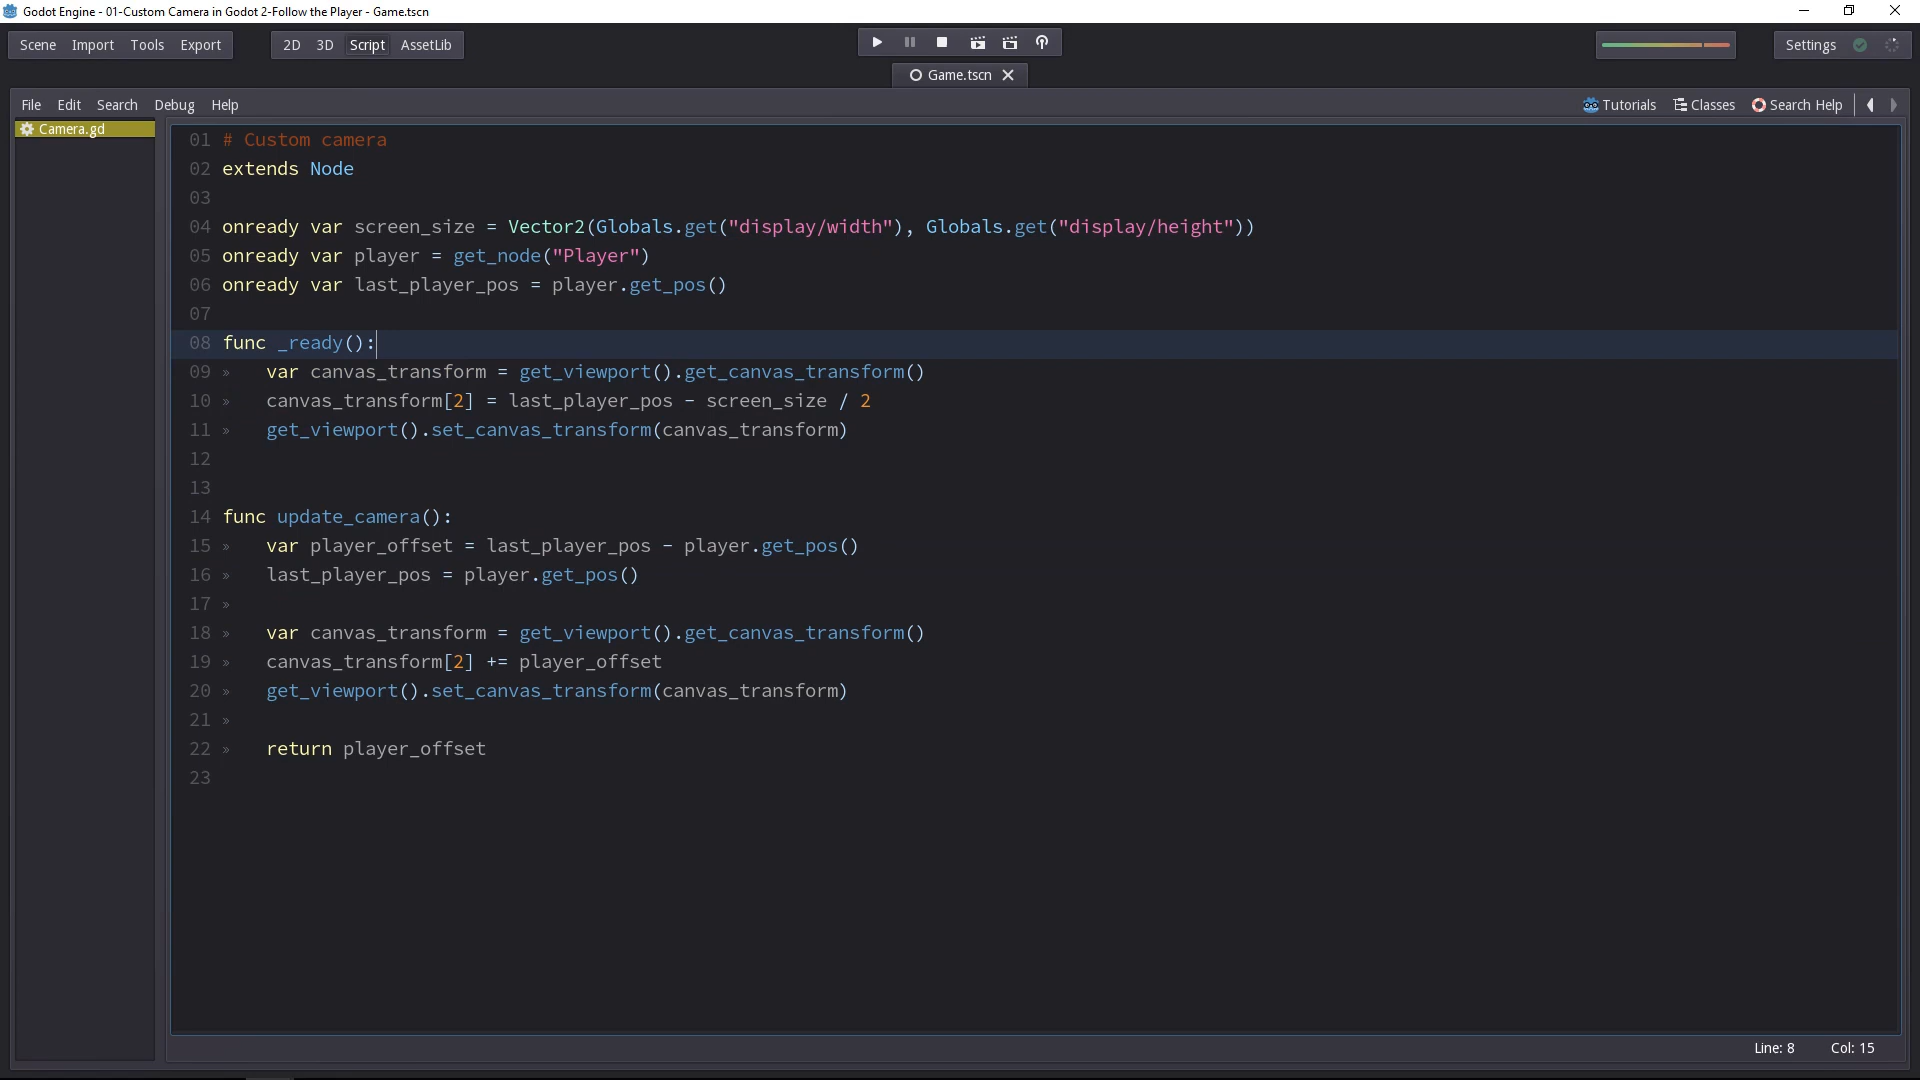 Godot Engine - 01-Custom Camera in Godot 2-Follow the Player - Game.tscn
Scene Import Tools Export 2D 3D Script AssetLib Settings
Game.tscn
File Edit Search Debug Help Tutorials Classes Search Help
Camera.gd
01 # Custom camera
02 extends Node
03
04 onready var screen_size = Vector2(Globals.get("display/width"), Globals.get("display/height"))
05 onready var player = get_node("Player")
06 onready var last_player_pos = player.get_pos()
07
08 func _ready():
09 » var canvas_transform = get_viewport().get_canvas_transform()
10 » canvas_transform[2] = last_player_pos - screen_size / 2
11 » get_viewport().set_canvas_transform(canvas_transform)
12
13
14 func update_camera():
15 » var player_offset = last_player_pos - player.get_pos()
16 » last_player_pos = player.get_pos()
17 »
18 » var canvas_transform = get_viewport().get_canvas_transform()
19 » canvas_transform[2] += player_offset
20 » get_viewport().set_canvas_transform(canvas_transform)
21 »
22 » return player_offset
23
Line: 8 Col: 15